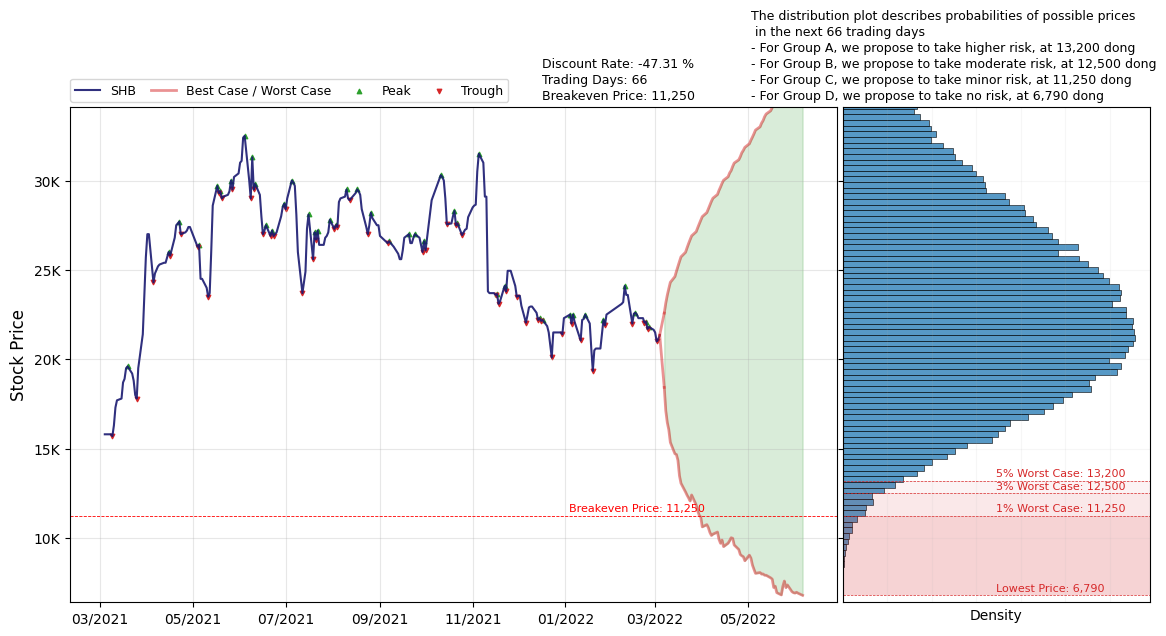 The distribution plot describes probabilities of possible prices
in the next 66 trading days
- For Group A, we propose to take higher risk, at 13,200 dong
- For Group B, we propose to take moderate risk, at 12,500 dong
- For Group C, we propose to take minor risk, at 11,250 dong
- For Group D, we propose to take no risk, at 6,790 dong
Discount Rate: -47.31 %
Trading Days: 66
Breakeven Price: 11,250
SHB Best Case / Worst Case Peak Trough
Stock Price
30K
25K
20K
15K
10K
Breakeven Price: 11,250
5% Worst Case: 13,200
3% Worst Case: 12,500
1% Worst Case: 11,250
Lowest Price: 6,790
03/2021 05/2021 07/2021 09/2021 11/2021 01/2022 03/2022 05/2022
Density